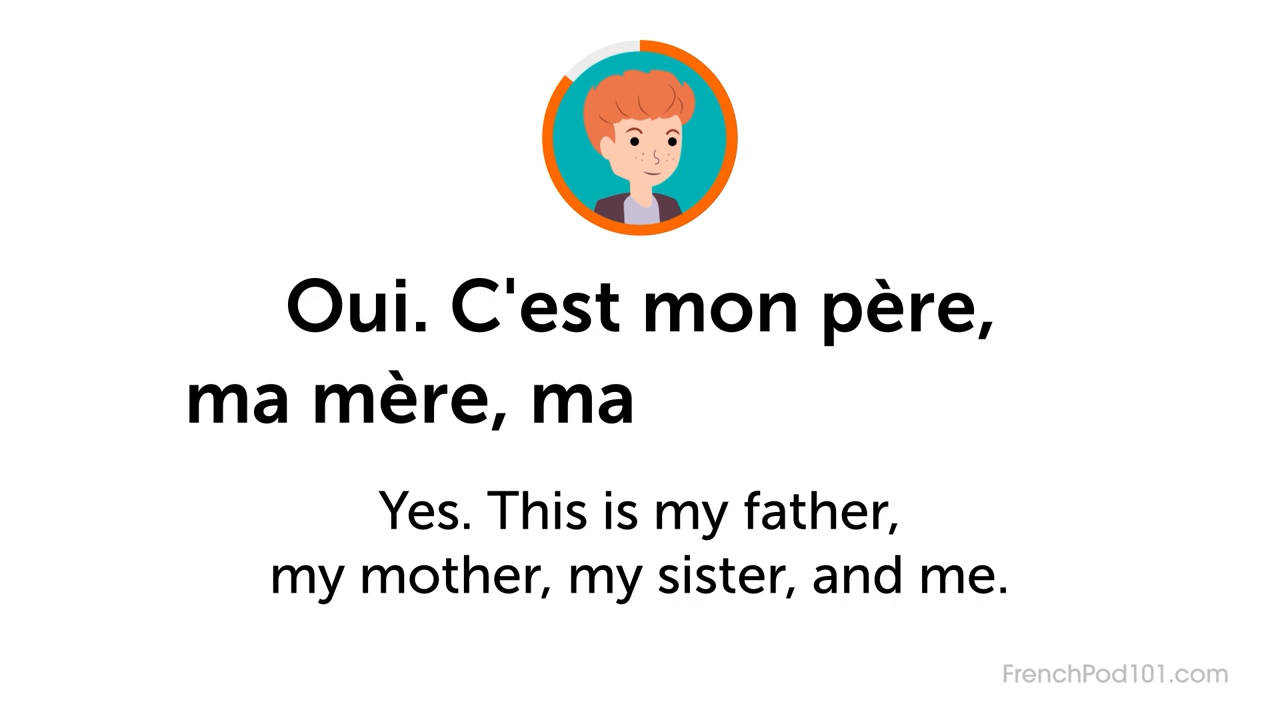 Oui. C'est mon père,
ma mère, ma
Yes. This is my father,
my mother, my sister, and me.
FrenchPod101.com